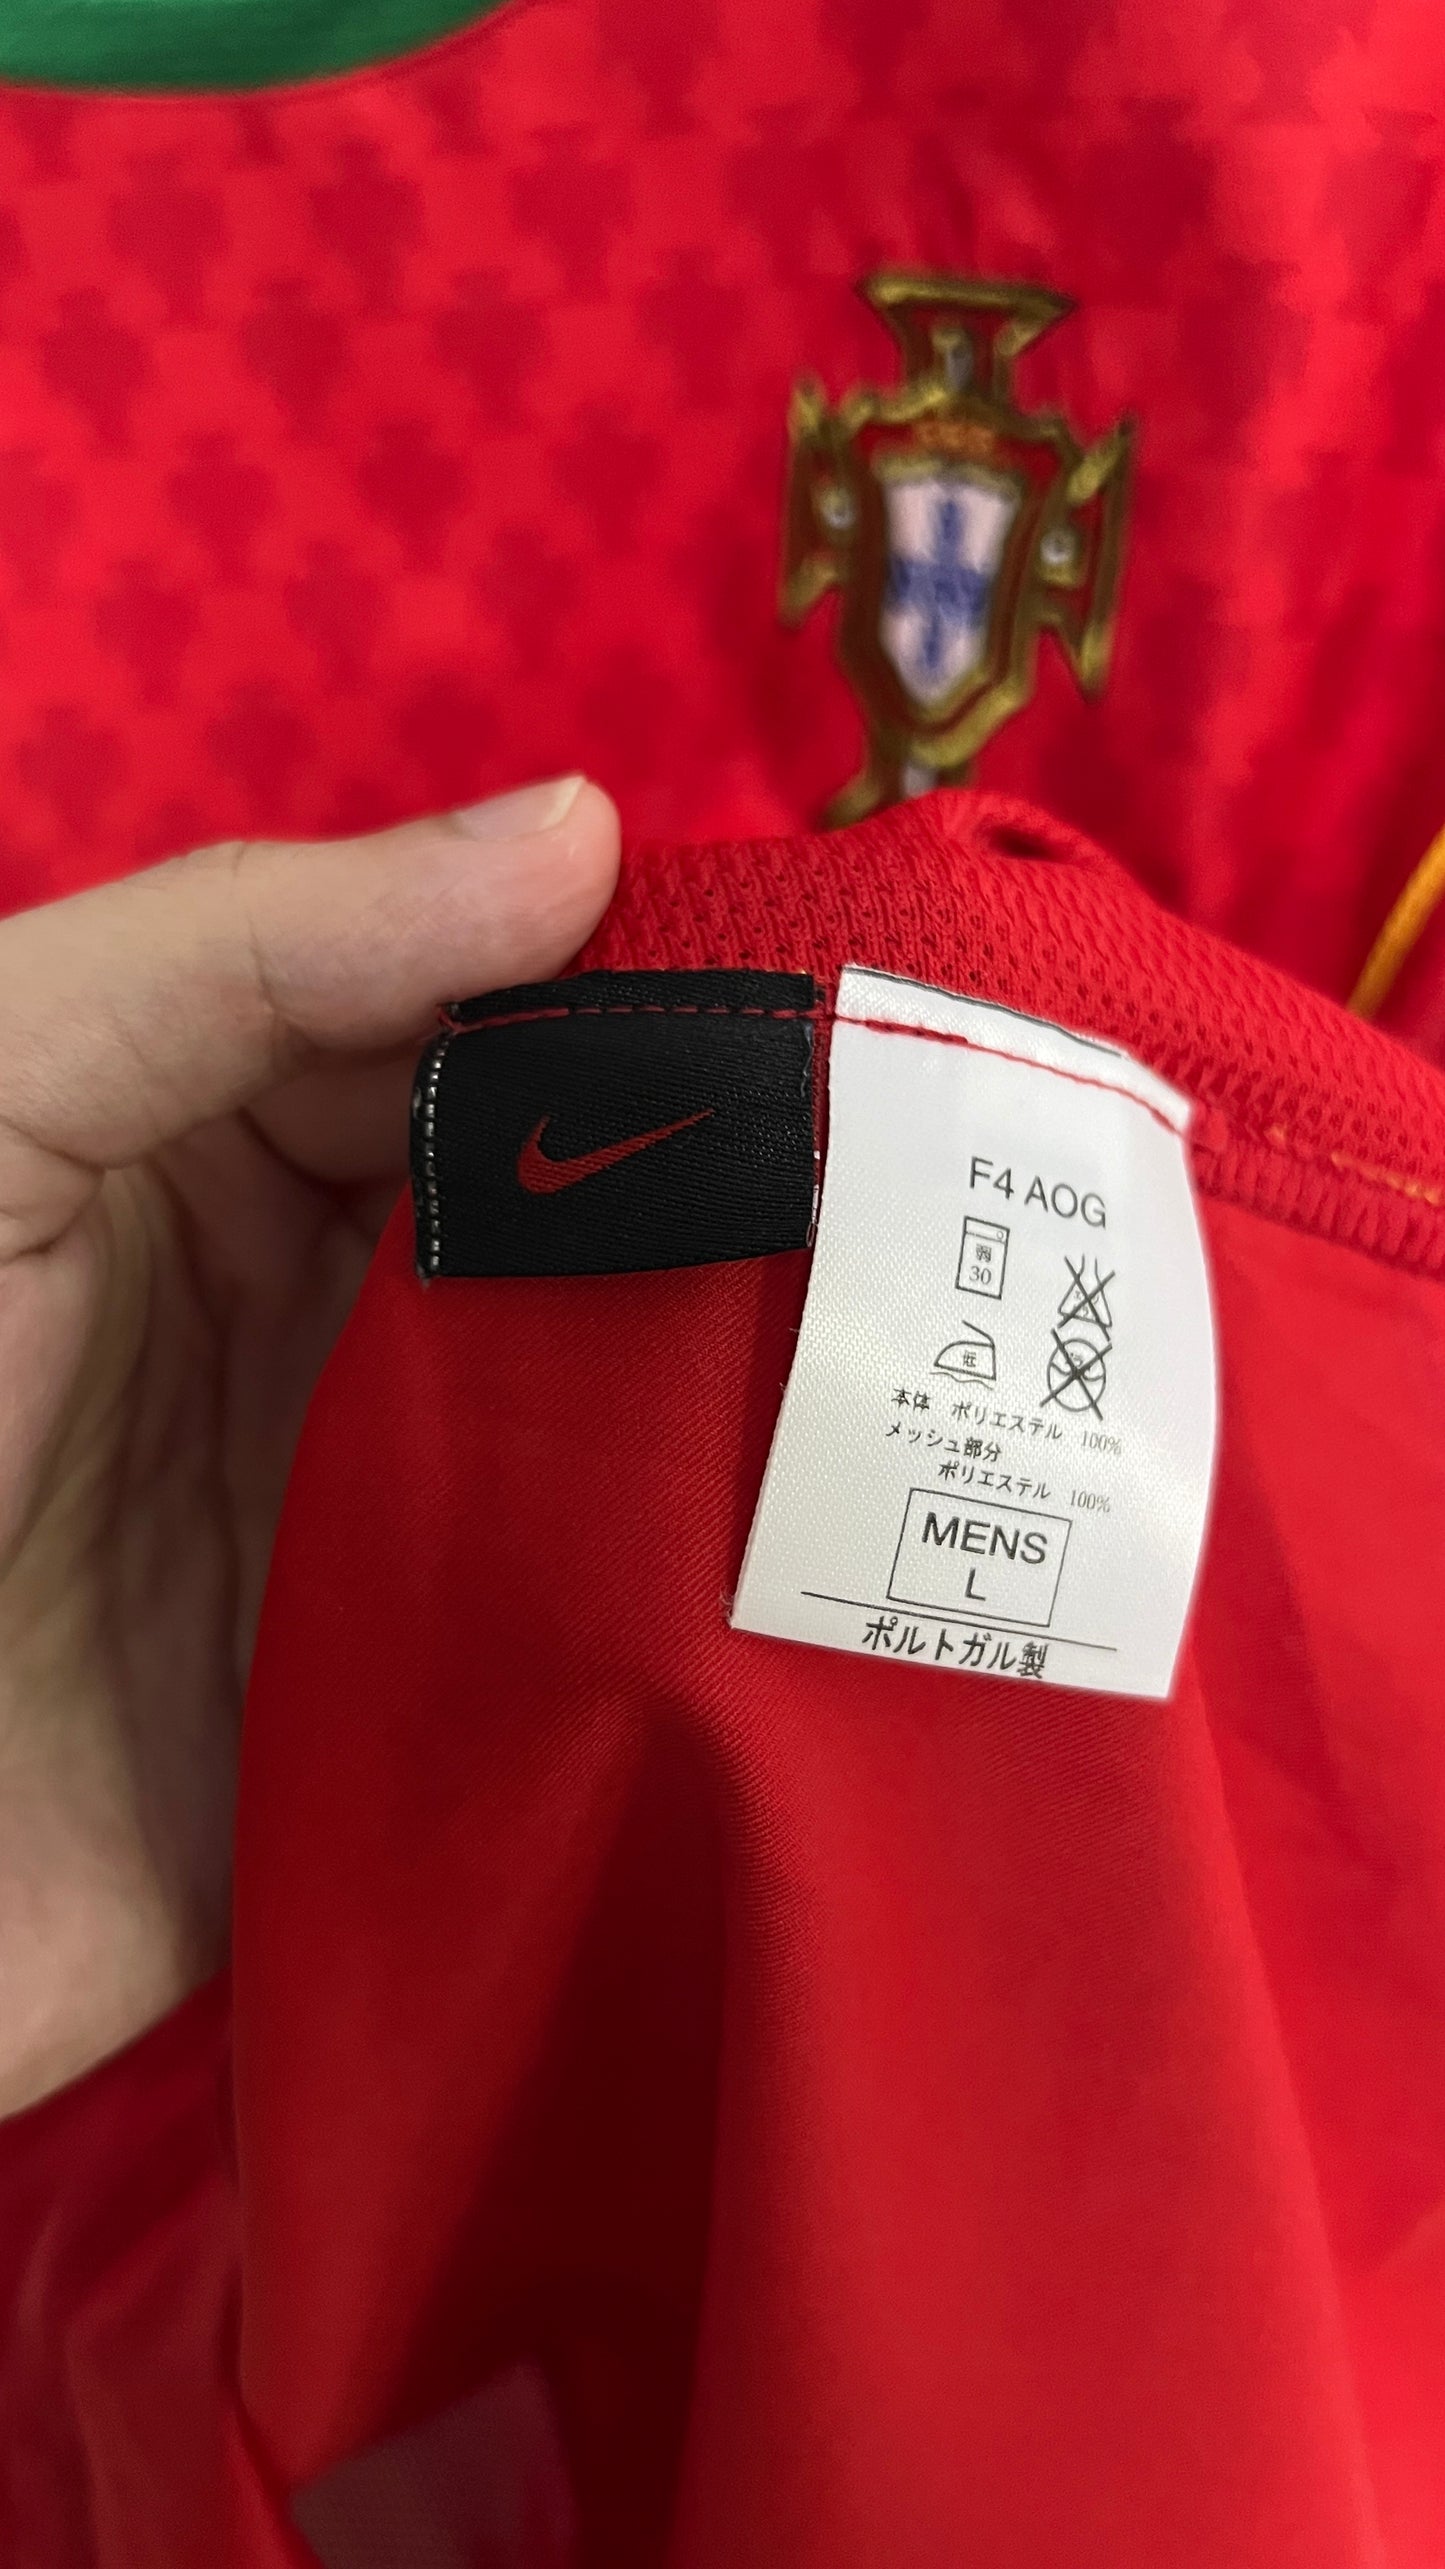 F4 AOG
弱
30
低
本体 ポリエステル 100%
メッシュ部分
ポリエステル 100%
MENS
L
ポルトガル製